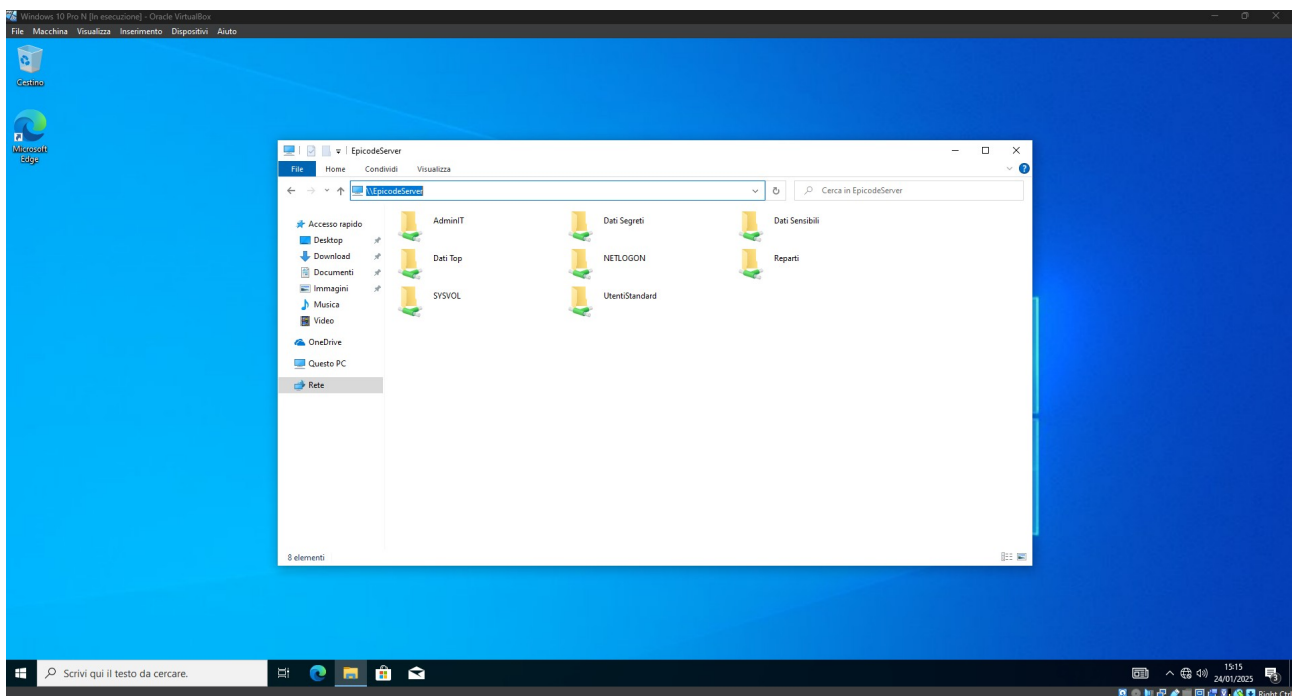 Windows 10 Pro N [In esecuzione] - Oracle VirtualBox
File Macchina Visualizza Inserimento Dispositivi Aiuto
Cestino
Microsoft
Edge
EpicodeServer
File Home Condividi Visualizza
\\EpicodeServer
Cerca in EpicodeServer
Accesso rapido
Desktop
Download
Documenti
Immagini
Musica
Video
OneDrive
Questo PC
Rete
AdminIT Dati Segreti Dati Sensibili
Dati Top NETLOGON Reparti
SYSVOL UtentiStandard
8 elementi
Scrivi qui il testo da cercare.
15:15
24/01/2025
3
Right Ctrl